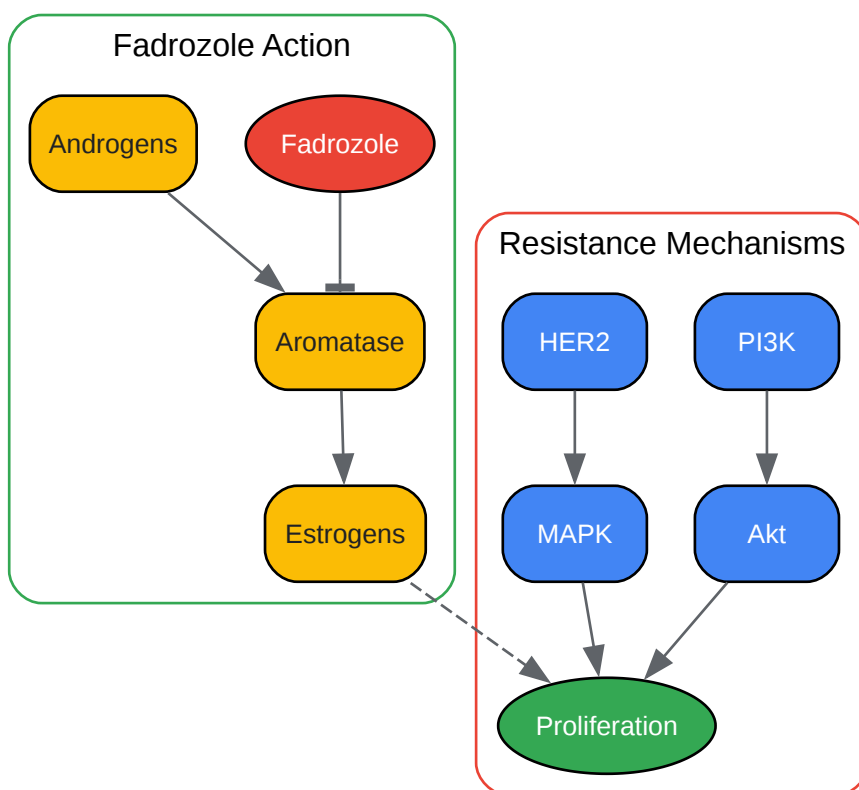 Fadrozole Action
Androgens
Fadrozole
Aromatase
Estrogens
Resistance Mechanisms
HER2
PI3K
MAPK
Akt
Proliferation